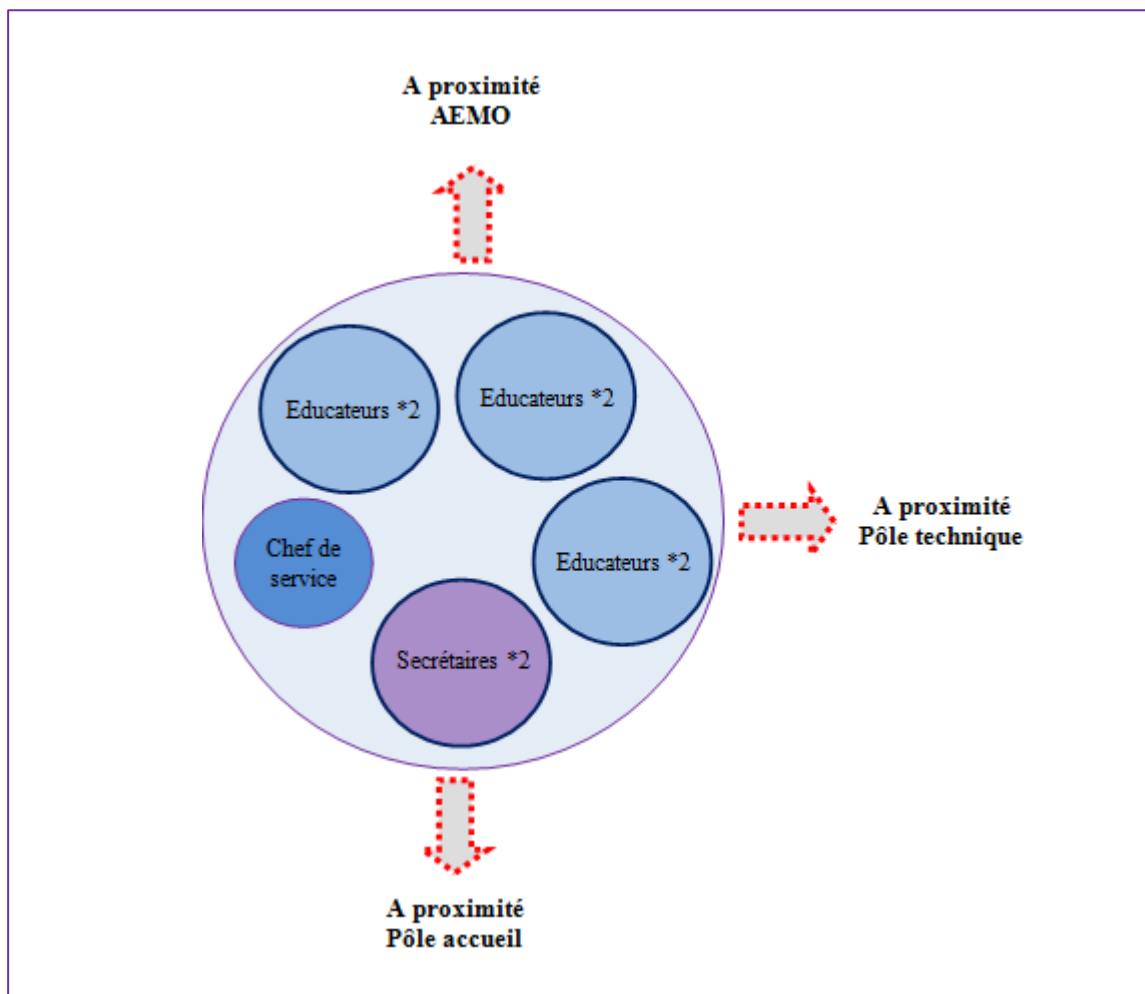 A proximité
AEMO
Educateurs *2
Educateurs *2
A proximité
Pôle technique
Chef de
service
Educateurs *2
Secrétaires *2
A proximité
Pôle accueil